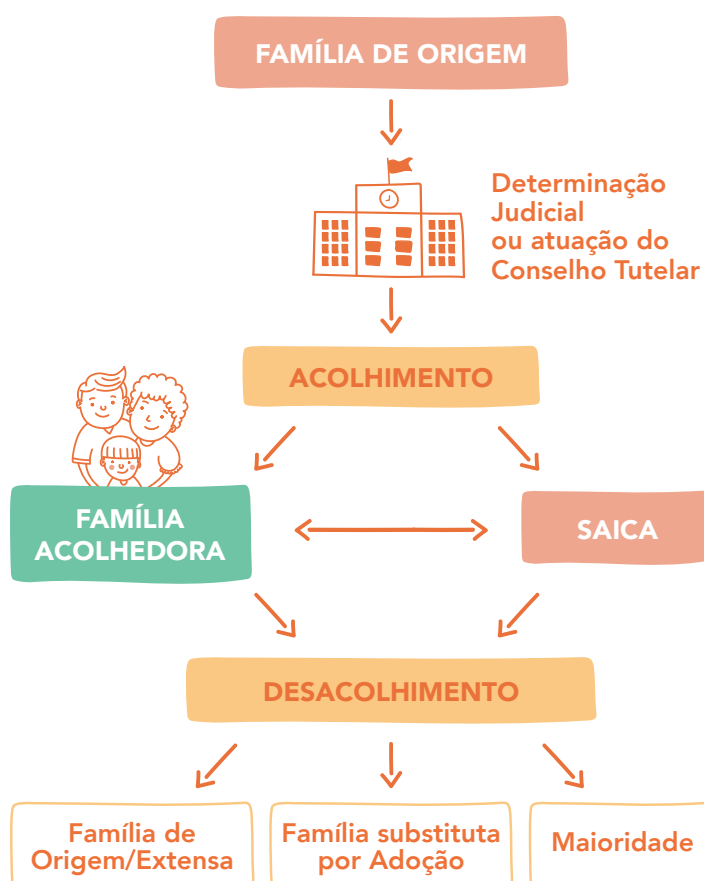 FAMÍLIA DE ORIGEM
Determinação
Judicial
ou atuação do
Conselho Tutelar
ACOLHIMENTO
FAMÍLIA
ACOLHEDORA
SAICA
DESACOLHIMENTO
Família de
Origem/Extensa
Família substituta
por Adoção
Maioridade